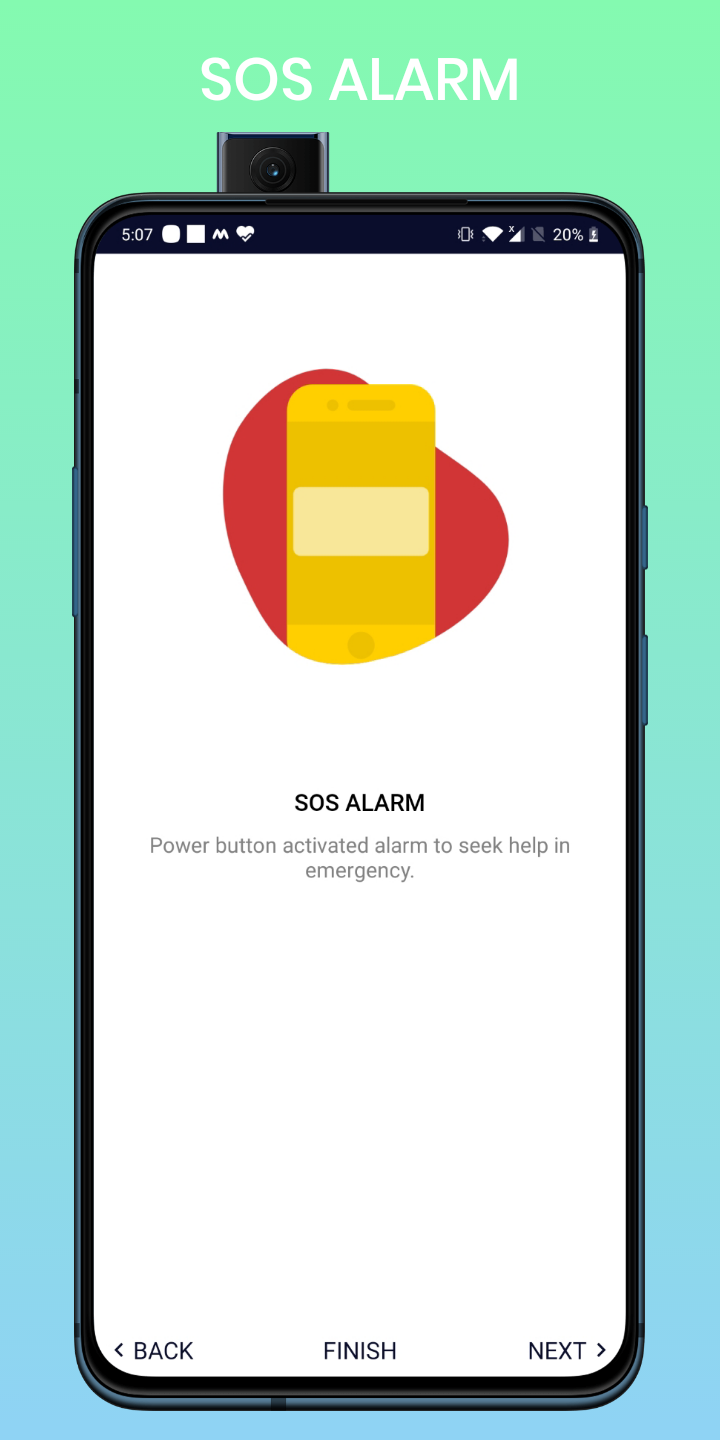 SOS ALARM
5:07
x
20%
SOS ALARM
Power button activated alarm to seek help in
emergency.
BACK FINISH NEXT